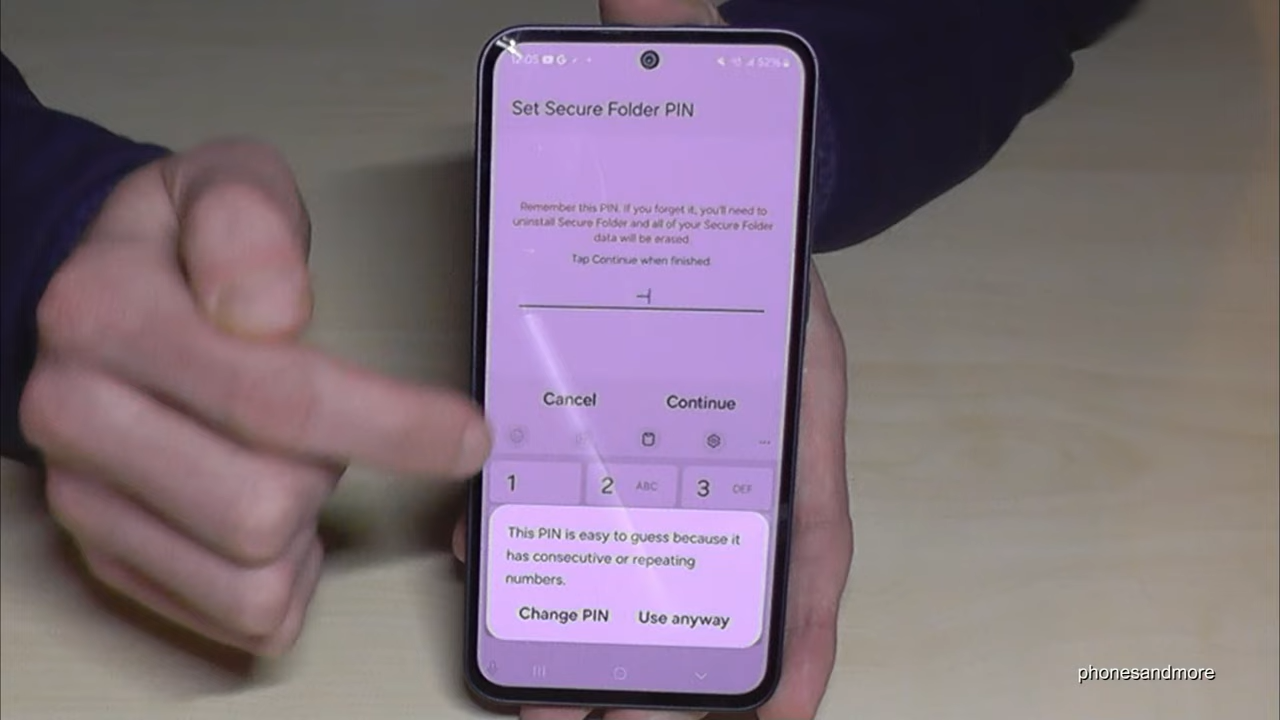 12:05 G 52%
Set Secure Folder PIN
Remember this PIN. If you forget it, you'll need to
uninstall Secure Folder and all of your Secure Folder
data will be erased.
Tap Continue when finished.
Cancel Continue
1 2 ABC 3 DEF
This PIN is easy to guess because it
has consecutive or repeating
numbers.
Change PIN Use anyway
phonesandmore